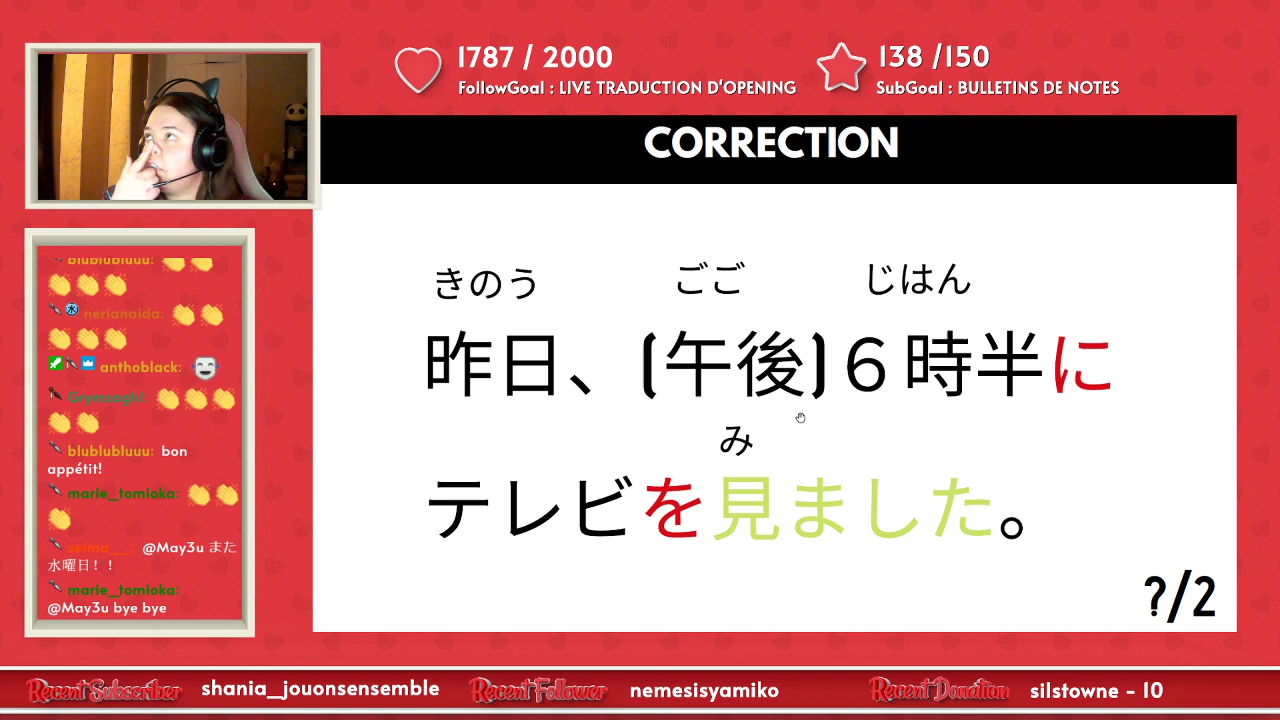 1787 / 2000
FollowGoal : LIVE TRADUCTION D'OPENING
138 /150
SubGoal : BULLETINS DE NOTES
CORRECTION
きのう ごご じはん
昨日、(午後)６時半に
み
テレビを見ました。
?/2
blublubluuu:
nerianaida:
anthoblack:
Grymsagh:
blublubluuu: bon
appétit!
marie_tomioka:
selma___: @May3u また
水曜日！！
marie_tomioka:
@May3u bye bye
Recent Subscriber shania_jouonsensemble Recent Follower nemesisyamiko Recent Donation silstowne - 10